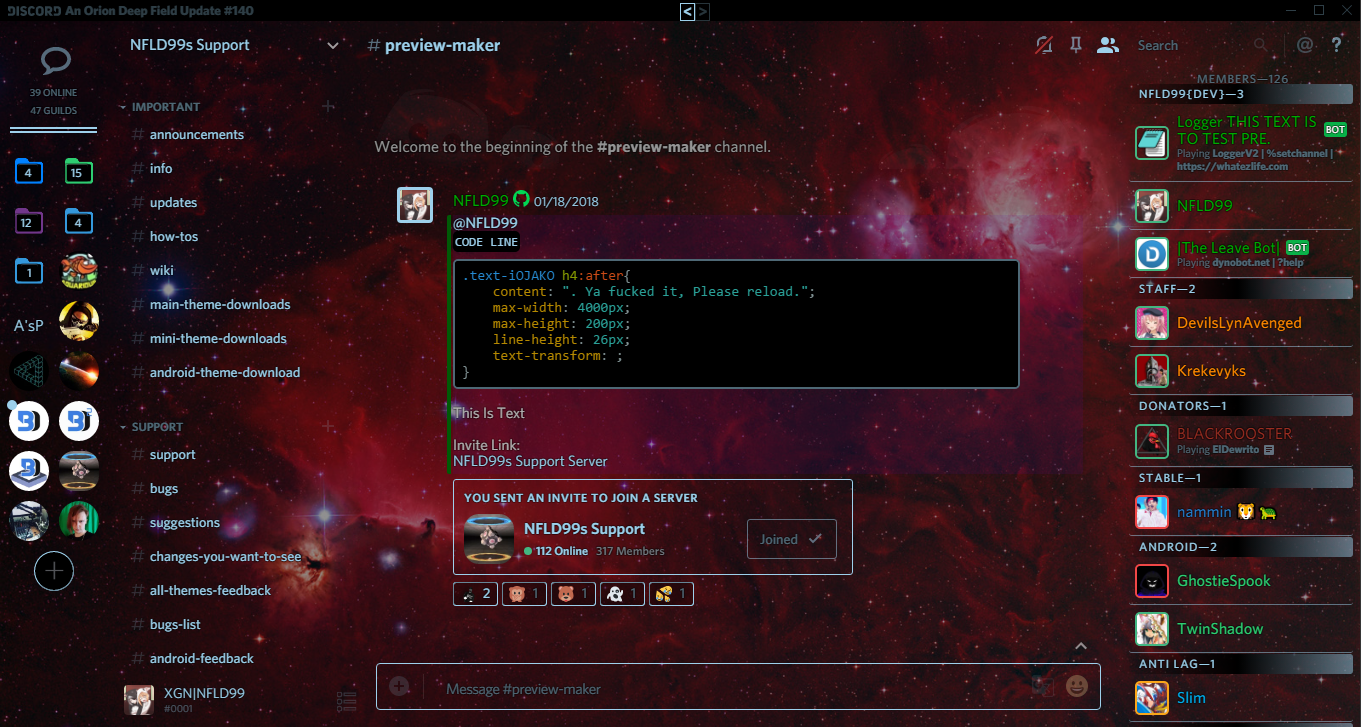 DISCORD An Orion Deep Field Update #140
< >
39 ONLINE
47 GUILDS
4
15
12
4
1
A'sP
NFLD99s Support
IMPORTANT
# announcements
# info
# updates
# how-tos
# wiki
# main-theme-downloads
# mini-theme-downloads
# android-theme-download
SUPPORT
# support
# bugs
# suggestions
# changes-you-want-to-see
# all-themes-feedback
# bugs-list
# android-feedback
XGN|NFLD99
#0001
# preview-maker
Search
@ ?
Welcome to the beginning of the #preview-maker channel.
NFLD99 01/18/2018
@NFLD99
CODE LINE
.text-iOJAKO h4:after{
content: ". Ya fucked it, Please reload.";
max-width: 4000px;
max-height: 200px;
line-height: 26px;
text-transform: ;
}
This Is Text
Invite Link:
NFLD99s Support Server
YOU SENT AN INVITE TO JOIN A SERVER
NFLD99s Support
112 Online 317 Members
Joined
2 1 1 1 1
Message #preview-maker
MEMBERS—126
NFLD99{DEV}—3
Logger THIS TEXT IS
TO TEST PRE. BOT
Playing LoggerV2 | %setchannel |
https://whatezlife.com
NFLD99
[The Leave Bot] BOT
Playing dynobot.net | ?help
STAFF—2
DevilsLynAvenged
Krekevyks
DONATORS—1
BLACKROOSTER
Playing ElDewrito
STABLE—1
nammin
ANDROID—2
GhostieSpook
TwinShadow
ANTI LAG—1
Slim